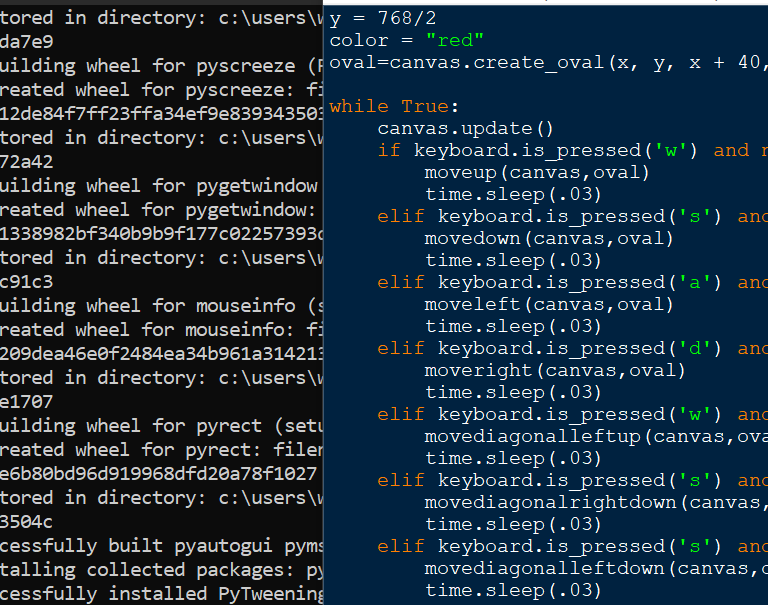 tored in directory: c:\users\
da7e9
uilding wheel for pyscreeze (
reated wheel for pyscreeze: fi
12de84f7ff23ffa34ef9e839343503
tored in directory: c:\users\
72a42
uilding wheel for pygetwindow
reated wheel for pygetwindow:
1338982bf340b9b9f177c02257393c
tored in directory: c:\users\
c91c3
uilding wheel for mouseinfo (s
reated wheel for mouseinfo: fi
209dea46e0f2484ea34b961a314213
tored in directory: c:\users\
e1707
uilding wheel for pyrect (setu
reated wheel for pyrect: filen
e6b80bd96d919968dfd20a78f1027
tored in directory: c:\users\
3504c
cessfully built pyautogui pyms
talling collected packages: py
cessfully installed PyTweening
y = 768/2
color = "red"
oval=canvas.create_oval(x, y, x + 40,
while True:
canvas.update()
if keyboard.is_pressed('w') and n
moveup(canvas,oval)
time.sleep(.03)
elif keyboard.is_pressed('s') and
movedown(canvas,oval)
time.sleep(.03)
elif keyboard.is_pressed('a') and
moveleft(canvas,oval)
time.sleep(.03)
elif keyboard.is_pressed('d') and
moveright(canvas,oval)
time.sleep(.03)
elif keyboard.is_pressed('w') and
movediagonalleftup(canvas,ova
time.sleep(.03)
elif keyboard.is_pressed('s') and
movediagonalrightdown(canvas,
time.sleep(.03)
elif keyboard.is_pressed('s') and
movediagonalleftdown(canvas,o
time.sleep(.03)